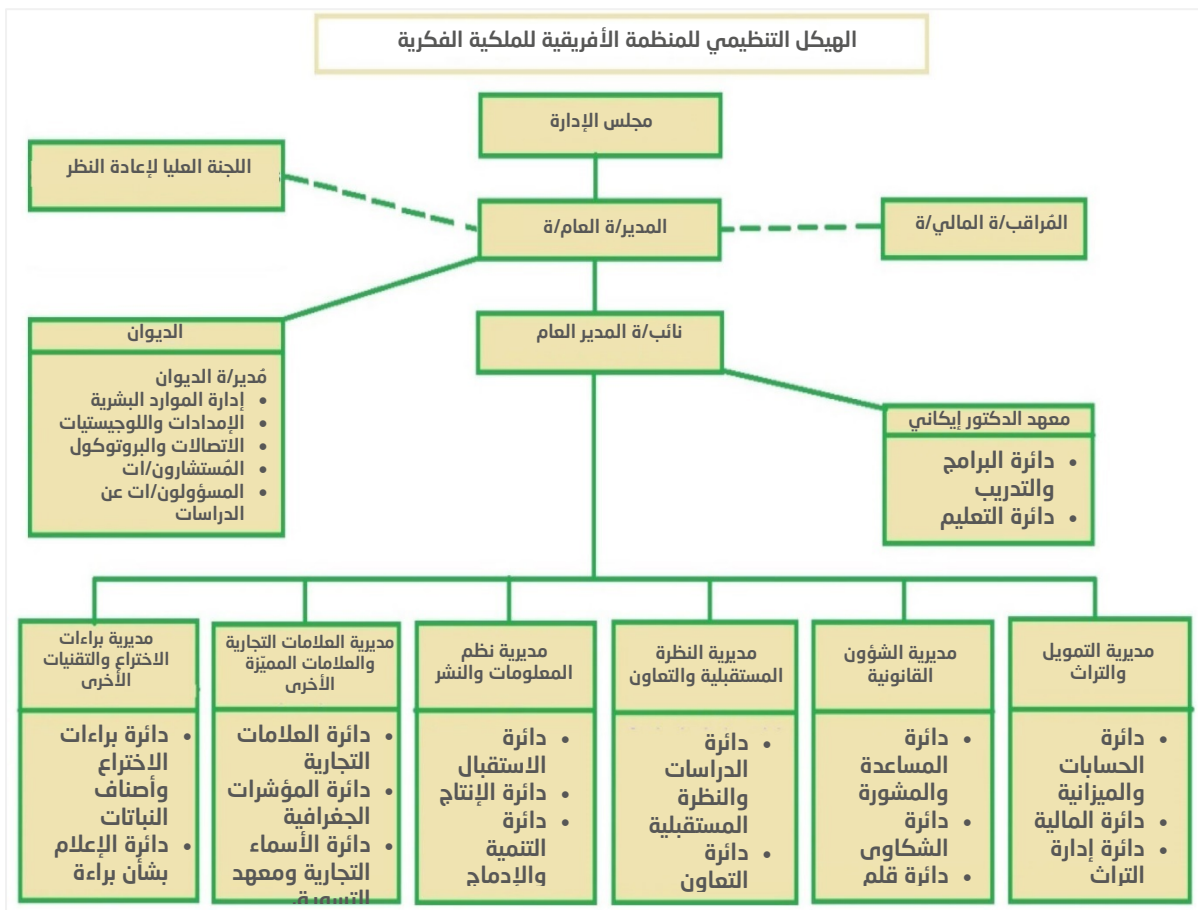 الهيكل التنظيمي للمنظمة الأفريقية للملكية الفكرية
مجلس الإدارة
اللجنة العليا لإعادة النظر
المدير/ة العام/ة
المُراقب/ة المالي/ة
نائب/ة المدير العام
الديوان
مُدير/ة الديوان
• إدارة الموارد البشرية
• الإمدادات واللوجيستيات
• الاتصالات والبروتوكول
• المُستشارون/ات
• المسؤولون/ات عن
الدراسات
معهد الدكتور إيكاني
• دائرة البرامج
والتدريب
• دائرة التعليم
مديرية التمويل
والتراث
• دائرة
الحسابات
والميزانية
• دائرة المالية
• دائرة إدارة
التراث
مديرية الشؤون
القانونية
• دائرة
المساعدة
والمشورة
• دائرة
الشكاوى
• دائرة قلم
مديرية النظرة
المستقبلية والتعاون
• دائرة
الدراسات
والنظرة
المستقبلية
• دائرة
التعاون
مديرية نظم
المعلومات والنشر
• دائرة
الاستقبال
• دائرة الإنتاج
• دائرة
التنمية
والإدماج
مديرية العلامات التجارية
والعلامات المميّزة
الأخرى
• دائرة العلامات
التجارية
• دائرة المؤشرات
الجغرافية
• دائرة الأسماء
التجارية ومعهد
مديرية براءات
الاختراع والتقنيات
الأخرى
• دائرة براءات
الاختراع
وأصناف
النباتات
• دائرة الإعلام
بشأن براءة